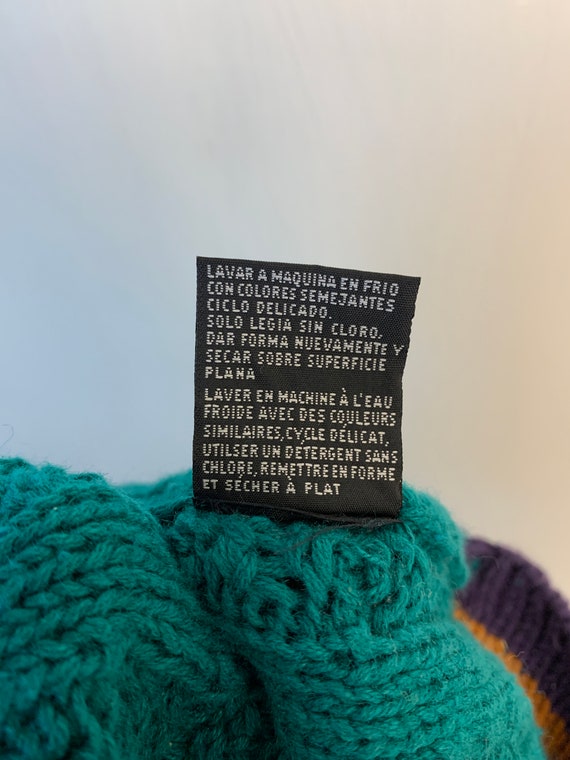 LAVAR A MAQUINA EN FRIO
CON COLORES SEMEJANTES
CICLO DELICADO.
SOLO LEGIA SIN CLORO,
DAR FORMA NUEVAMENTE Y
SECAR SOBRE SUPERFICIE
PLANA
LAVER EN MACHINE À L'EAU
FROIDE AVEC DES COULEURS
SIMILAIRES, CYCLE DÉLICAT,
UTILSER UN DÉTERGENT SANS
CHLORE, REMETTRE EN FORME
ET SÉCHER À PLAT